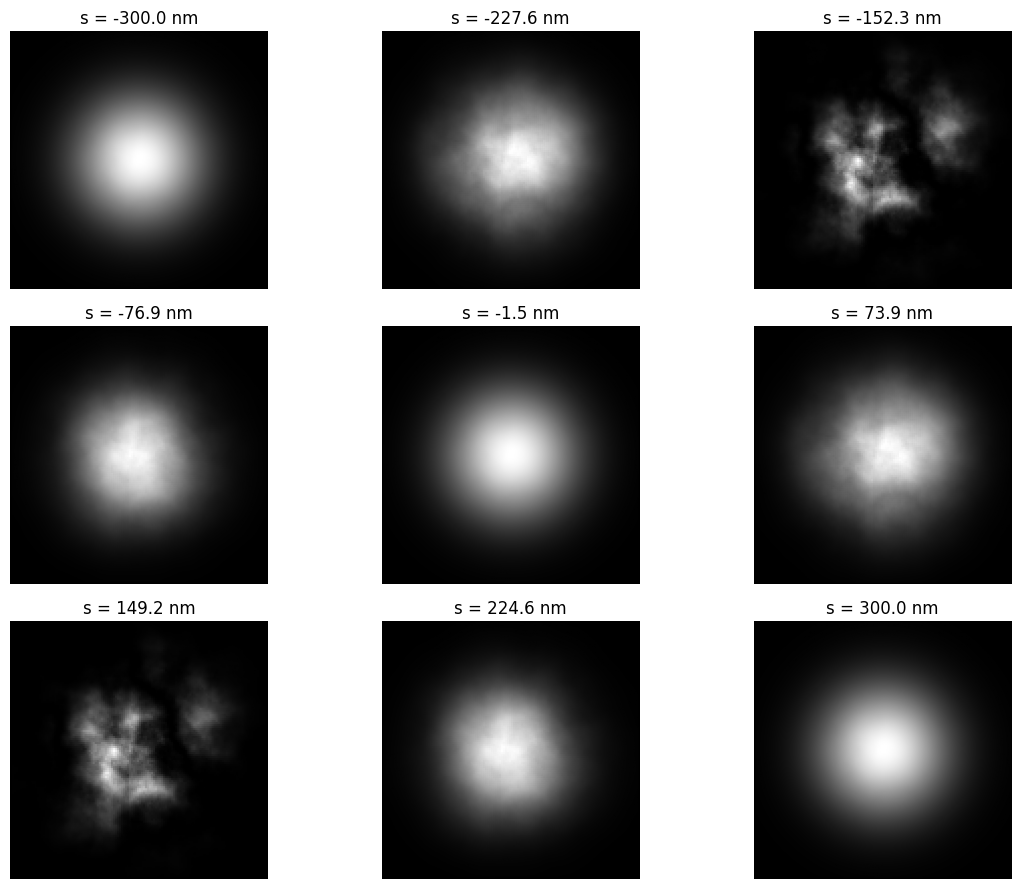 s = -300.0 nm
s = -227.6 nm
s = -152.3 nm
s = -76.9 nm
s = -1.5 nm
s = 73.9 nm
s = 149.2 nm
s = 224.6 nm
s = 300.0 nm